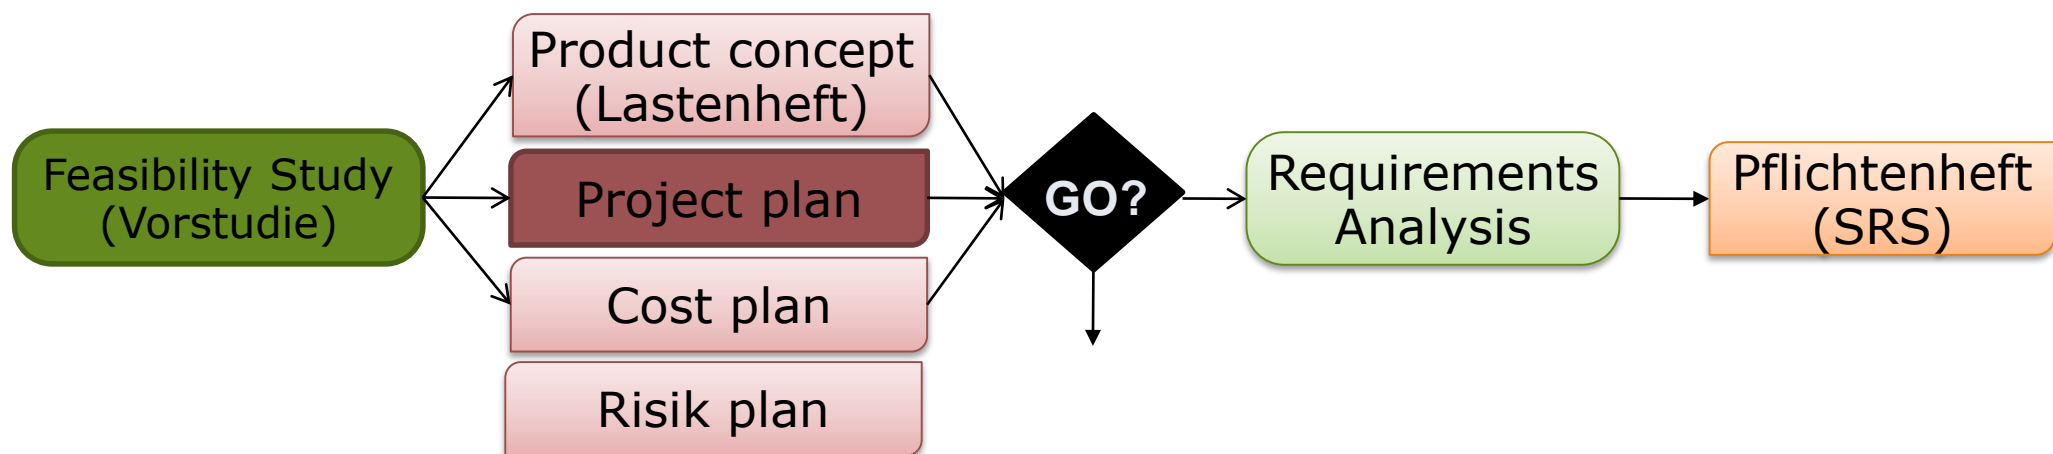 Feasibility Study
(Vorstudie)
Product concept
(Lastenheft)
Project plan
Cost plan
Risik plan
GO?
Requirements
Analysis
Pflichtenheft
(SRS)